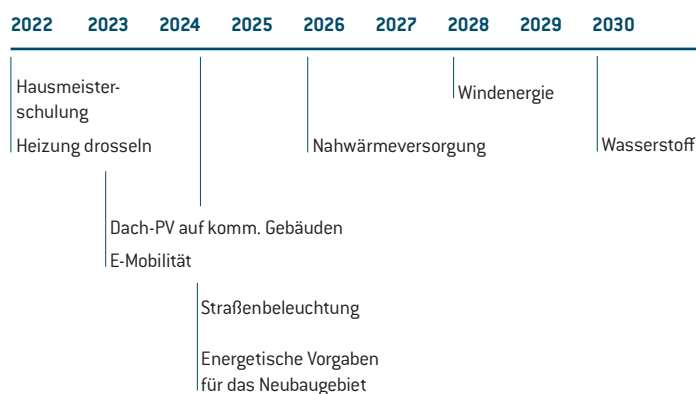 2022 2023 2024 2025 2026 2027 2028 2029 2030
Hausmeister-
schulung
Heizung drosseln
Dach-PV auf komm. Gebäuden
E-Mobilität
Straßenbeleuchtung
Energetische Vorgaben
für das Neubaugebiet
Nahwärmeversorgung
Windenergie
Wasserstoff